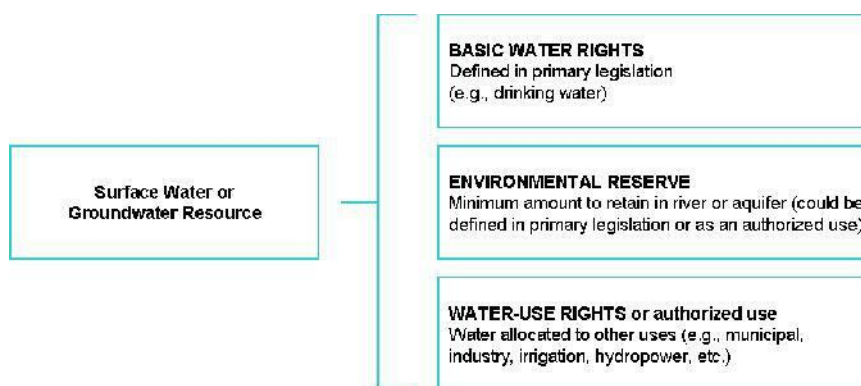 Surface Water or
Groundwater Resource
BASIC WATER RIGHTS
Defined in primary legislation
(e.g., drinking water)
ENVIRONMENTAL RESERVE
Minimum amount to retain in river or aquifer (could be
defined in primary legislation or as an authorized use)
WATER-USE RIGHTS or authorized use
Water allocated to other uses (e.g., municipal,
industry, irrigation, hydropower, etc.)